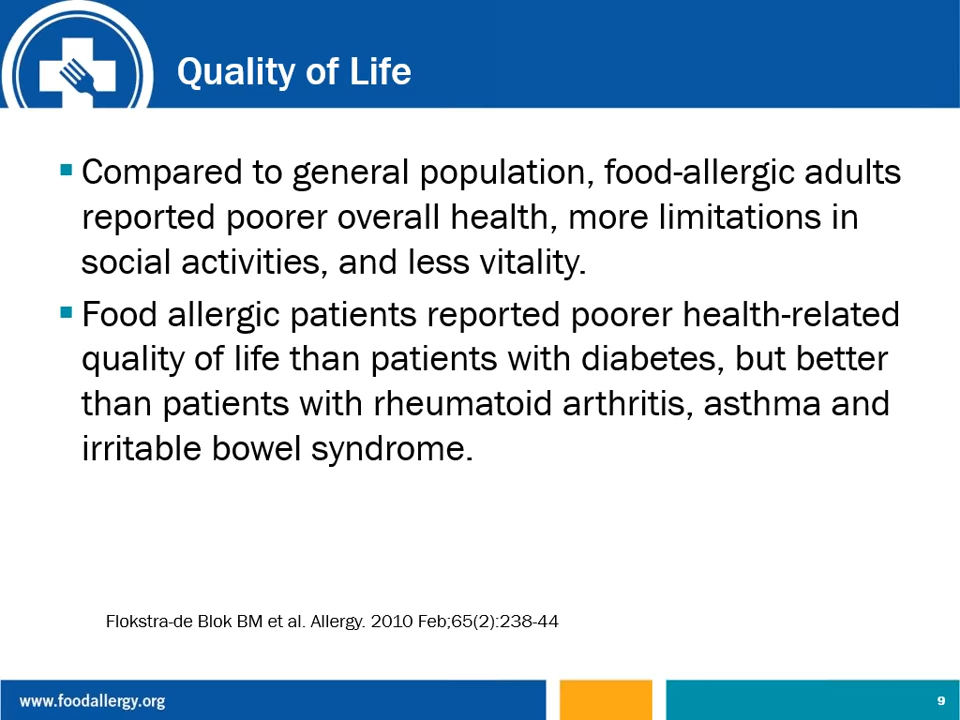 Quality of Life
Compared to general population, food-allergic adults
reported poorer overall health, more limitations in
social activities, and less vitality.
Food allergic patients reported poorer health-related
quality of life than patients with diabetes, but better
than patients with rheumatoid arthritis, asthma and
irritable bowel syndrome.
Flokstra-de Blok BM et al. Allergy. 2010 Feb;65(2):238-44
www.foodallergy.org
9